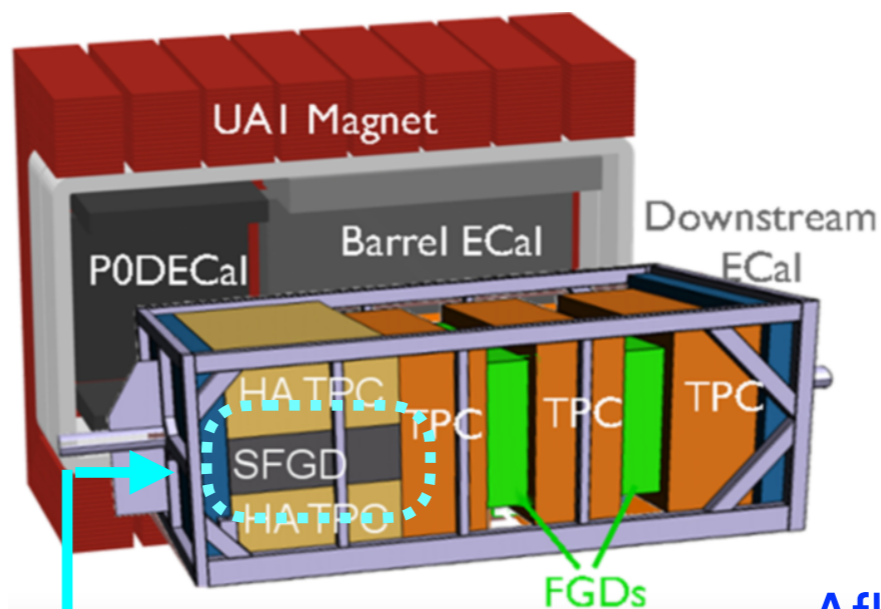 UA1 Magnet
Barrel ECal
P0DECal
Downstream
ECal
HA TPC
TPC
TPC
TPC
SFGD
HA TPC
FGDs